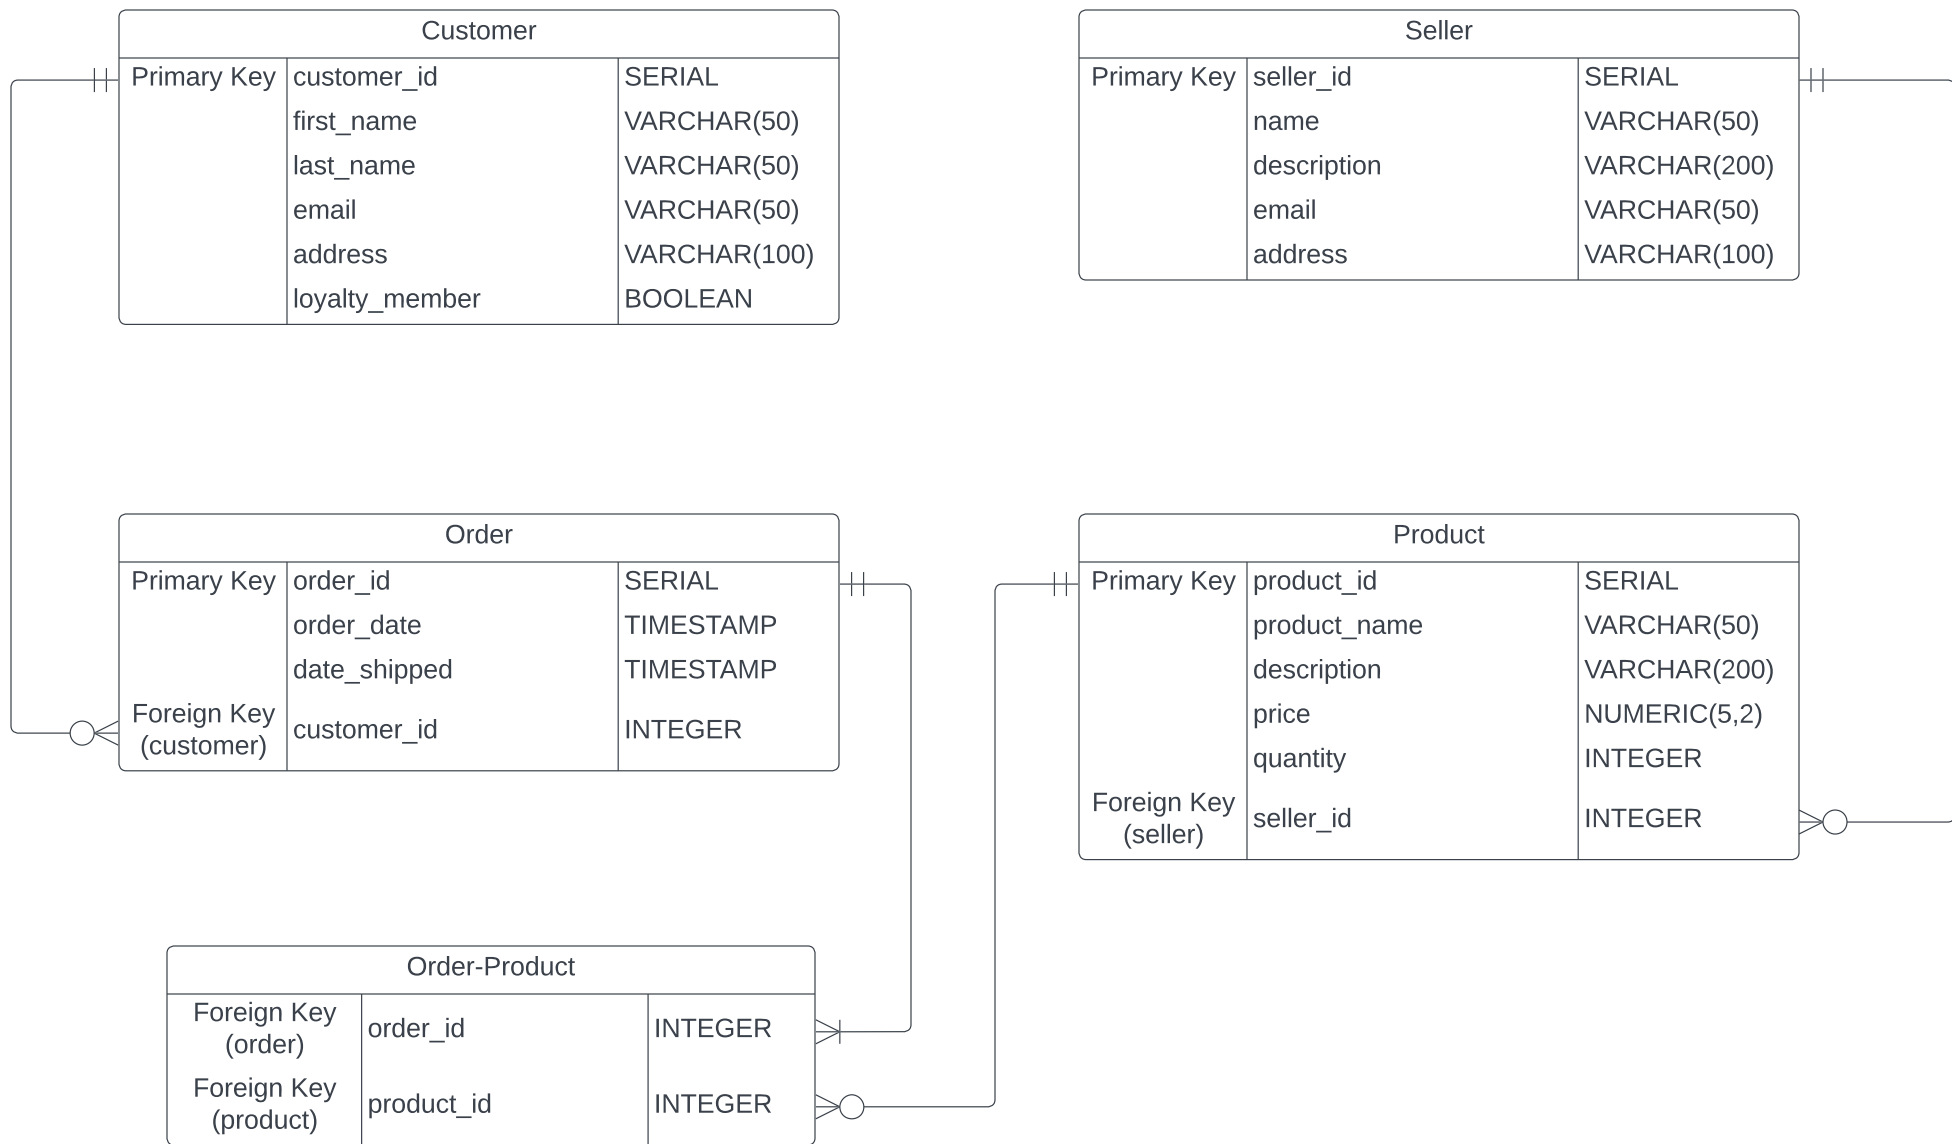 Customer
Primary Key customer_id SERIAL
first_name VARCHAR(50)
last_name VARCHAR(50)
email VARCHAR(50)
address VARCHAR(100)
loyalty_member BOOLEAN
Seller
Primary Key seller_id SERIAL
name VARCHAR(50)
description VARCHAR(200)
email VARCHAR(50)
address VARCHAR(100)
Order
Primary Key order_id SERIAL
order_date TIMESTAMP
date_shipped TIMESTAMP
Foreign Key
(customer) customer_id INTEGER
Product
Primary Key product_id SERIAL
product_name VARCHAR(50)
description VARCHAR(200)
price NUMERIC(5,2)
quantity INTEGER
Foreign Key
(seller) seller_id INTEGER
Order-Product
Foreign Key
(order) order_id INTEGER
Foreign Key
(product) product_id INTEGER